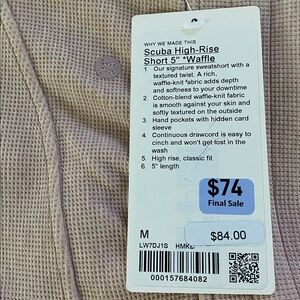 WHY WE MADE THIS
Scuba High-Rise
Short 5" *Waffle
1. Our signature sweatshort with a
textured twist. A rich,
waffle-knit fabric adds depth
and softness to your downtime
2. Cotton-blend waffle-knit fabric
is smooth against your skin and
softly textured on the outside
3. Hand pockets with hidden card
sleeve
4. Continuous drawcord is easy to
cinch and won't get lost in the
wash
5. High rise, classic fit
6. 5" length
$74
Final Sale
M
$84.00
LW7DJ1S
000157684082